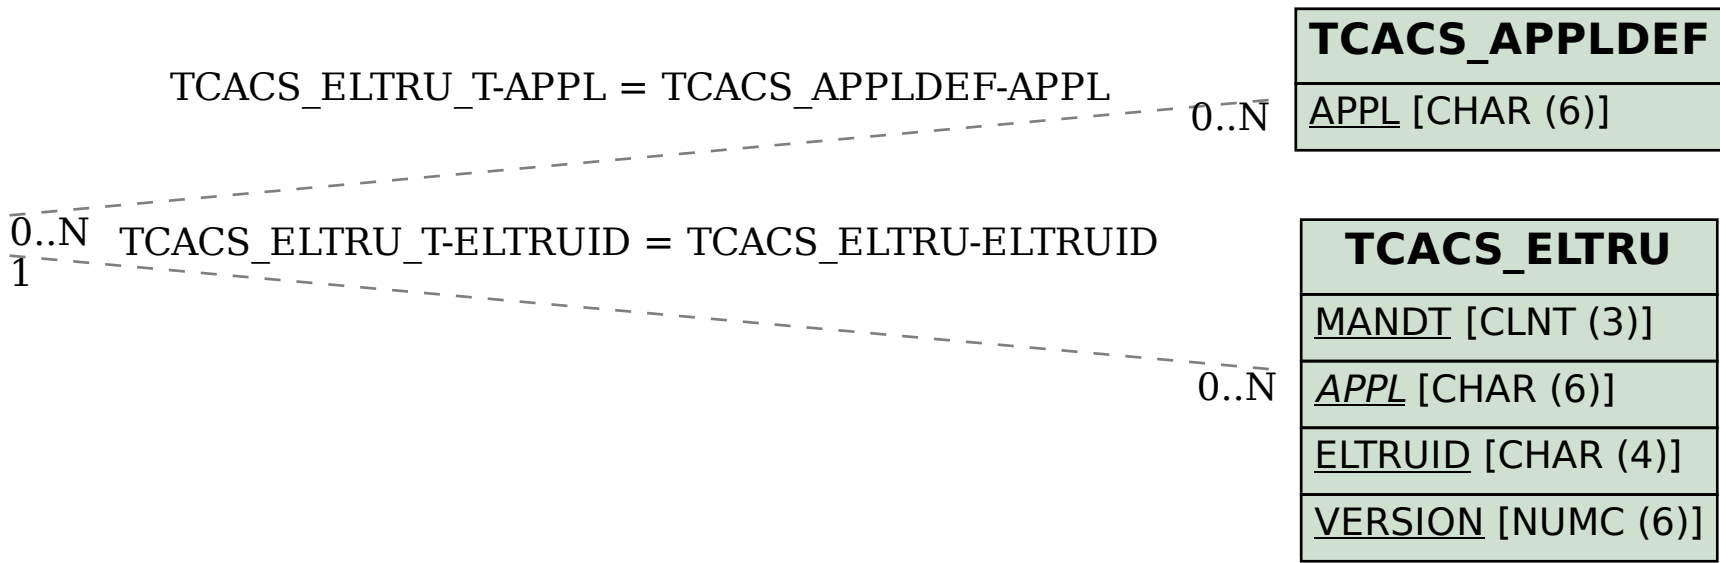 TCACS_APPLDEF
TCACS_ELTRU_T-APPL = TCACS_APPLDEF-APPL
0..N
APPL [CHAR (6)]
0..N
TCACS_ELTRU_T-ELTRUID = TCACS_ELTRU-ELTRUID
1
0..N
TCACS_ELTRU
MANDT [CLNT (3)]
APPL [CHAR (6)]
ELTRUID [CHAR (4)]
VERSION [NUMC (6)]